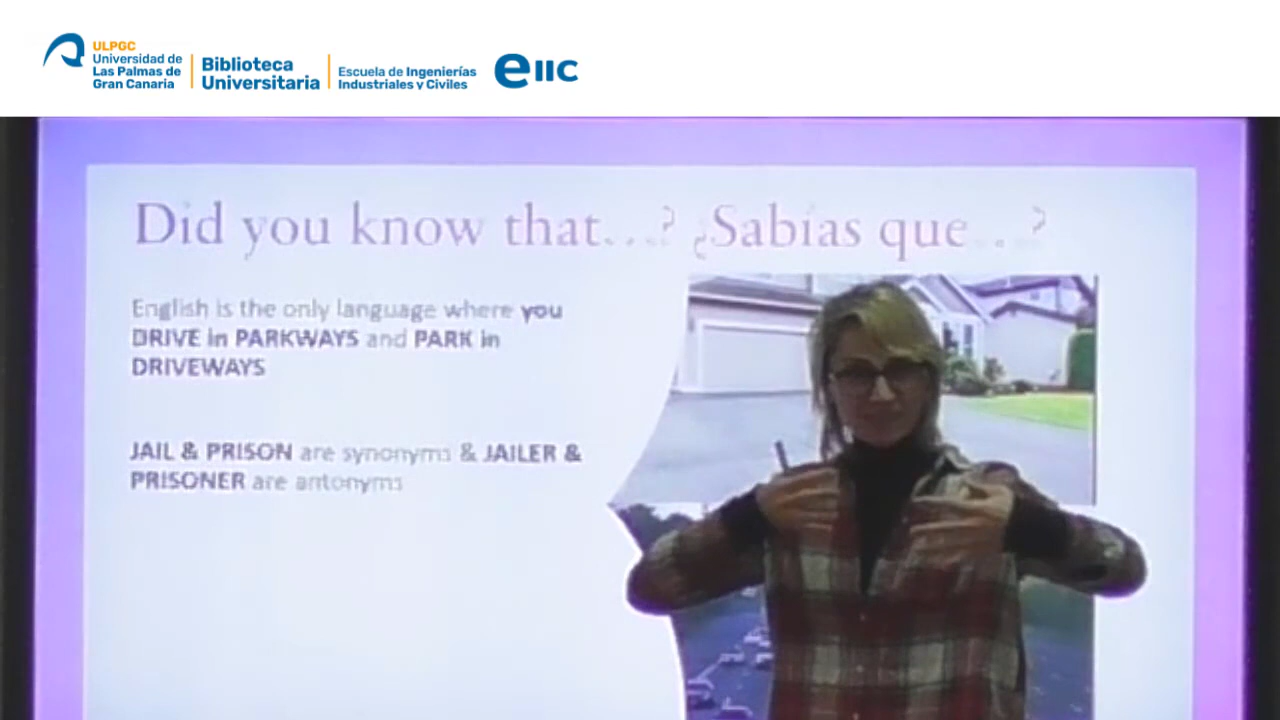 ULPGC
Universidad de
Las Palmas de
Gran Canaria
Biblioteca
Universitaria
Escuela de Ingenierías
Industriales y Civiles
eiic
Did you know that...? ¿Sabías que...?
English is the only language where you
DRIVE in PARKWAYS and PARK in
DRIVEWAYS
JAIL & PRISON are synonyms & JAILER &
PRISONER are antonyms